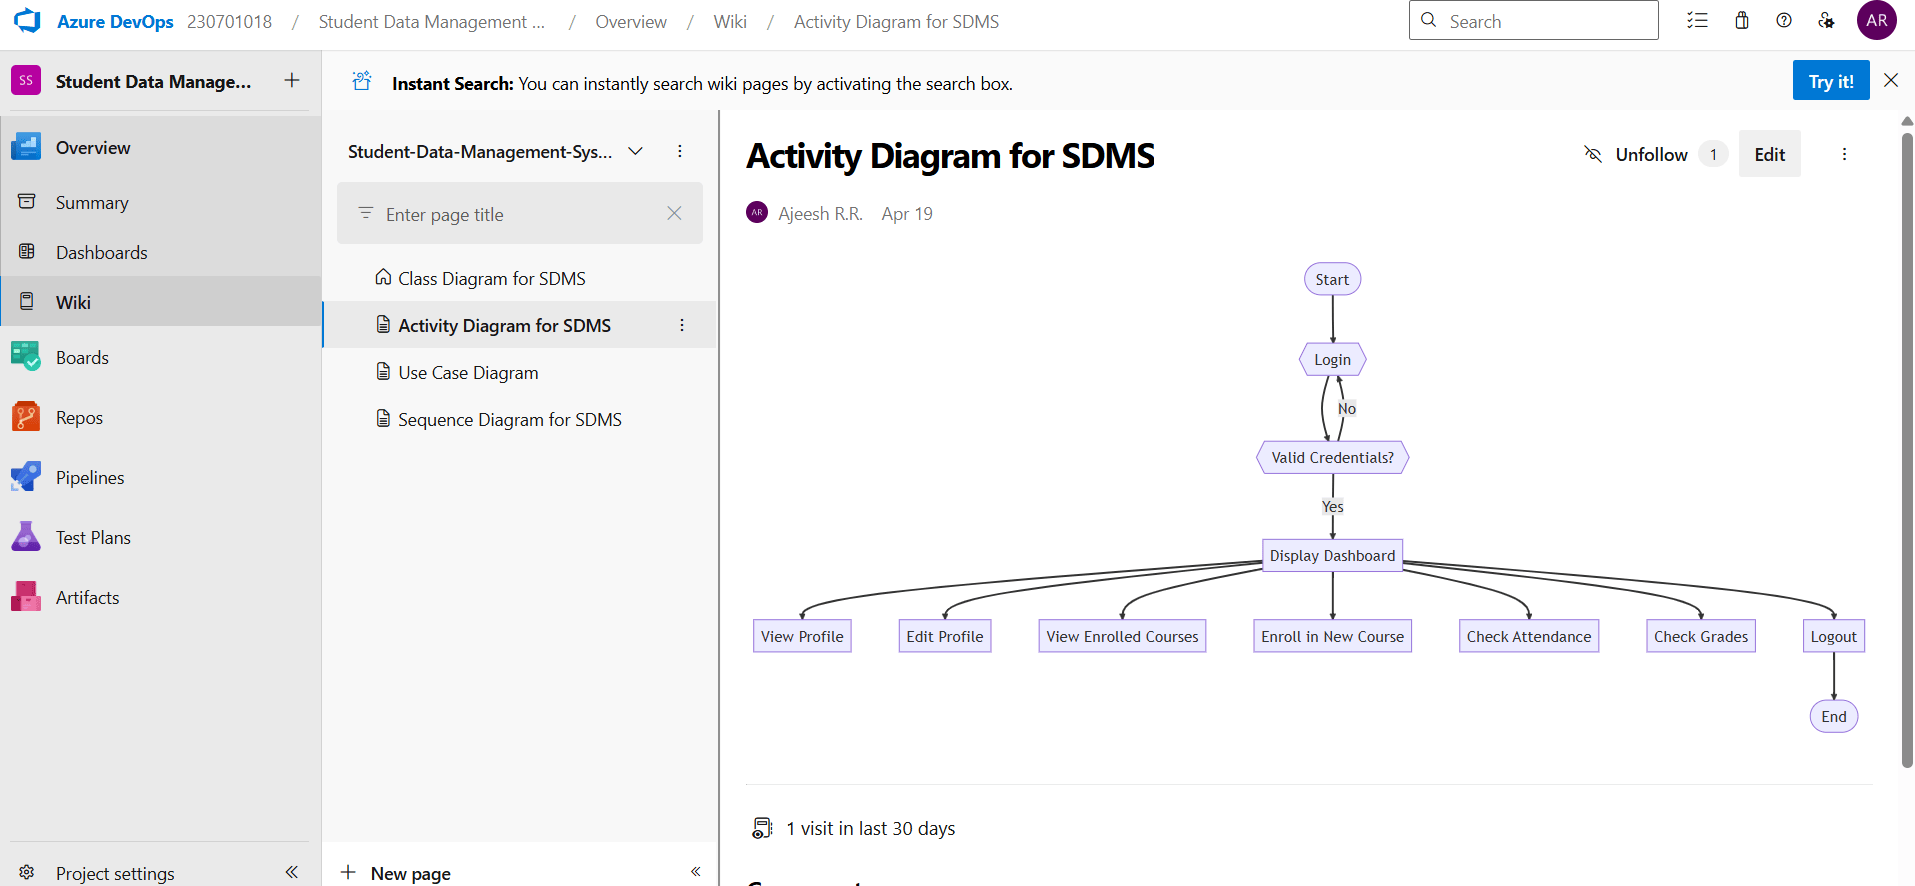 Azure DevOps 230701018 / Student Data Management ... / Overview / Wiki / Activity Diagram for SDMS
Search
AR
SS Student Data Manage...
Overview
Summary
Dashboards
Wiki
Boards
Repos
Pipelines
Test Plans
Artifacts
Project settings
Instant Search: You can instantly search wiki pages by activating the search box.
Try it!
Student-Data-Management-Sys...
Enter page title
Class Diagram for SDMS
Activity Diagram for SDMS
Use Case Diagram
Sequence Diagram for SDMS
New page
Activity Diagram for SDMS
Unfollow 1 Edit
AR Ajeesh R.R. Apr 19
Start
Login
No
Valid Credentials?
Yes
Display Dashboard
View Profile Edit Profile View Enrolled Courses Enroll in New Course Check Attendance Check Grades Logout
End
1 visit in last 30 days